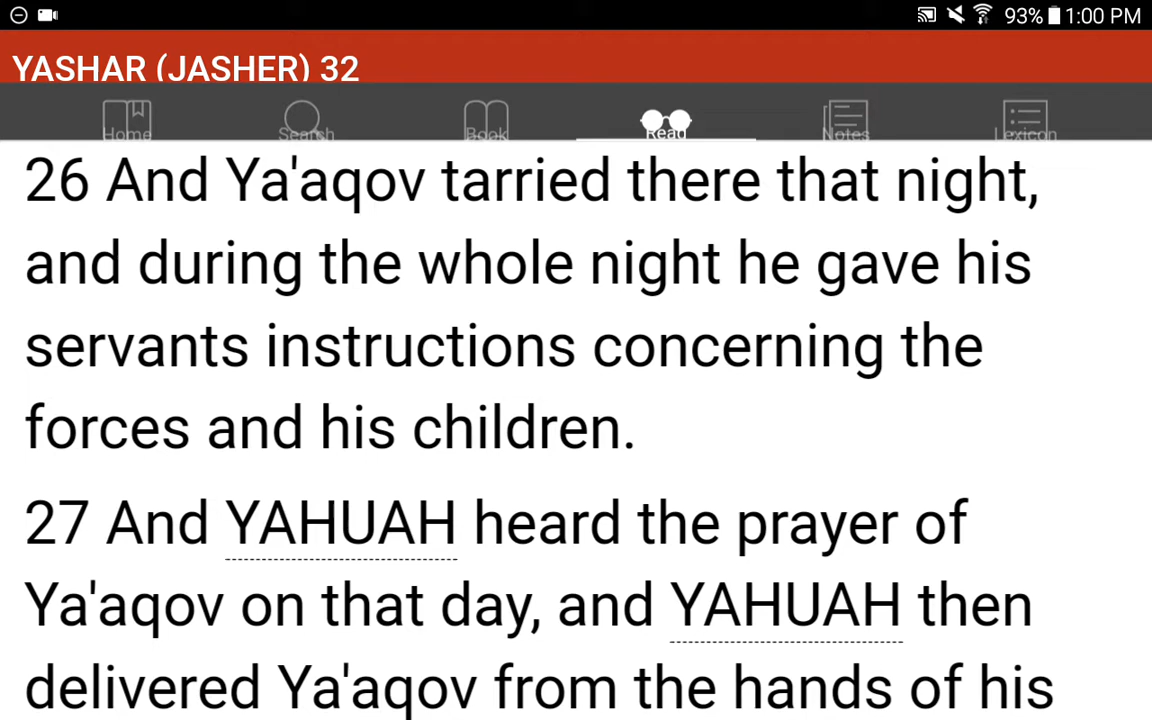 93% 1:00 PM
YASHAR (JASHER) 32
Home Search Book Read Notes Lexicon
26 And Ya'aqov tarried there that night,
and during the whole night he gave his
servants instructions concerning the
forces and his children.
27 And YAHUAH heard the prayer of
Ya'aqov on that day, and YAHUAH then
delivered Ya'aqov from the hands of his